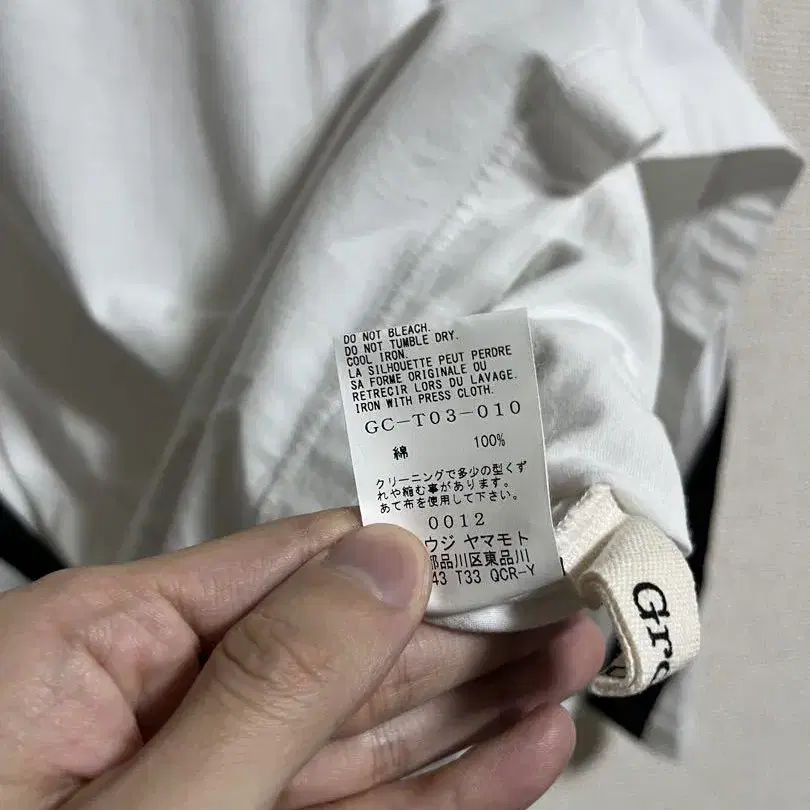 DO NOT BLEACH.
DO NOT TUMBLE DRY.
COOL IRON.
LA SILHOUETTE PEUT PERDRE
SA FORME ORIGINALE OU
RETRECIR LORS DU LAVAGE.
IRON WITH PRESS CLOTH.
GC-T03-010
綿 100%
クリーニングで多少の型くず
れや縮む事があります。
あて布を使用して下さい。
0012
ウジ ヤマモト
部品川区東品川
43 T33 QCR-Y
Gro